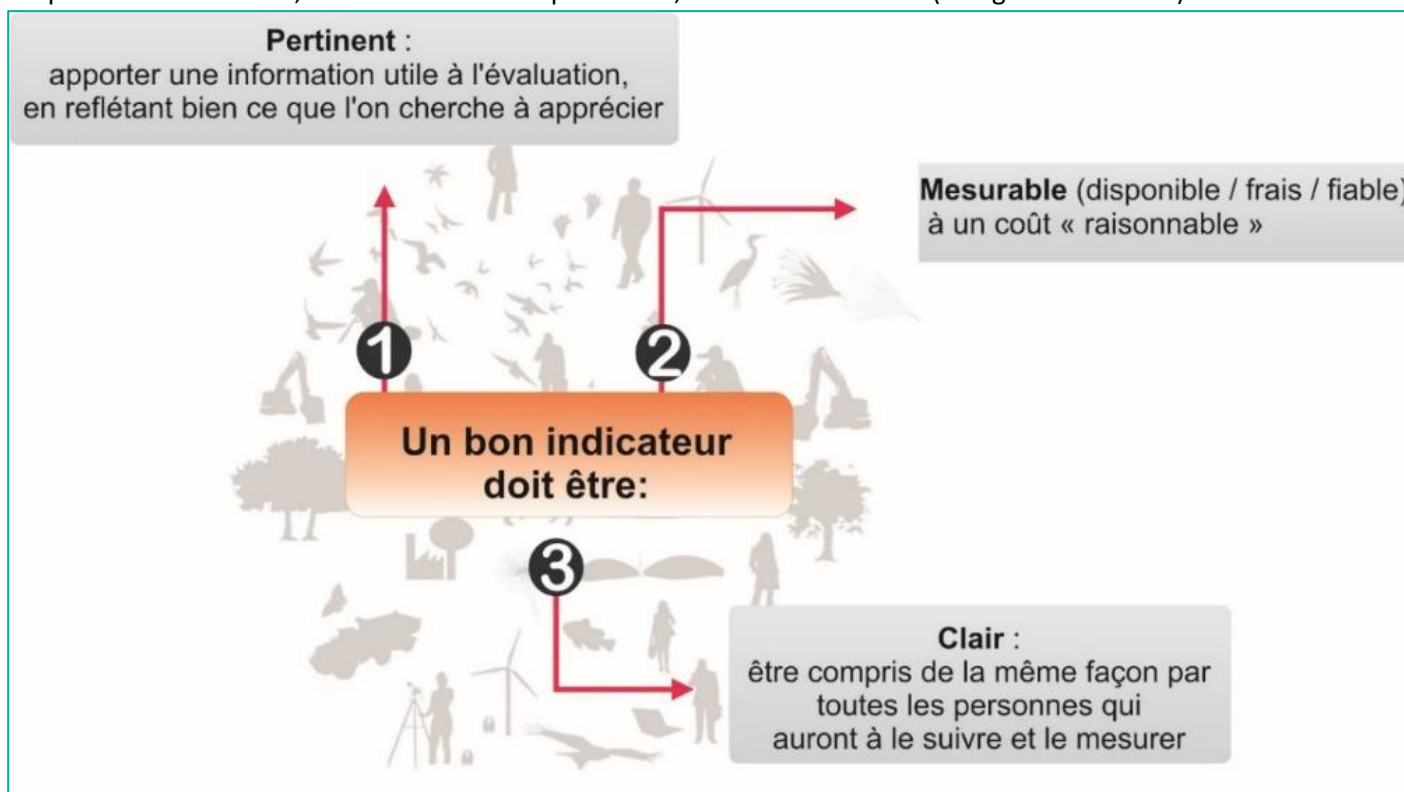 Pertinent :
apporter une information utile à l'évaluation,
en reflétant bien ce que l'on cherche à apprécier
Mesurable (disponible / frais / fiable)
à un coût « raisonnable »
1
2
Un bon indicateur
doit être:
3
Clair :
être compris de la même façon par
toutes les personnes qui
auront à le suivre et le mesurer